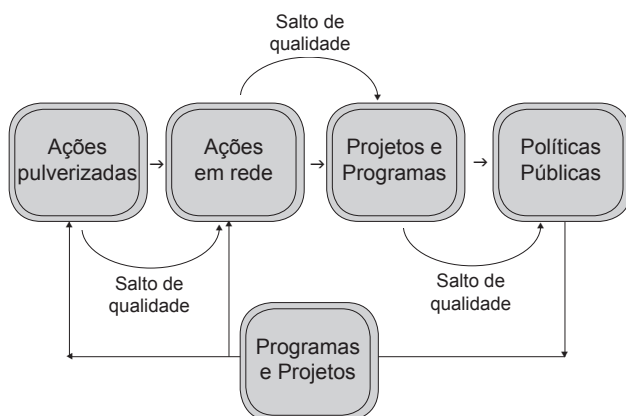 Salto de
qualidade
Ações
pulverizadas
Ações
em rede
Projetos e
Programas
Políticas
Públicas
Salto de
qualidade
Salto de
qualidade
Programas
e Projetos